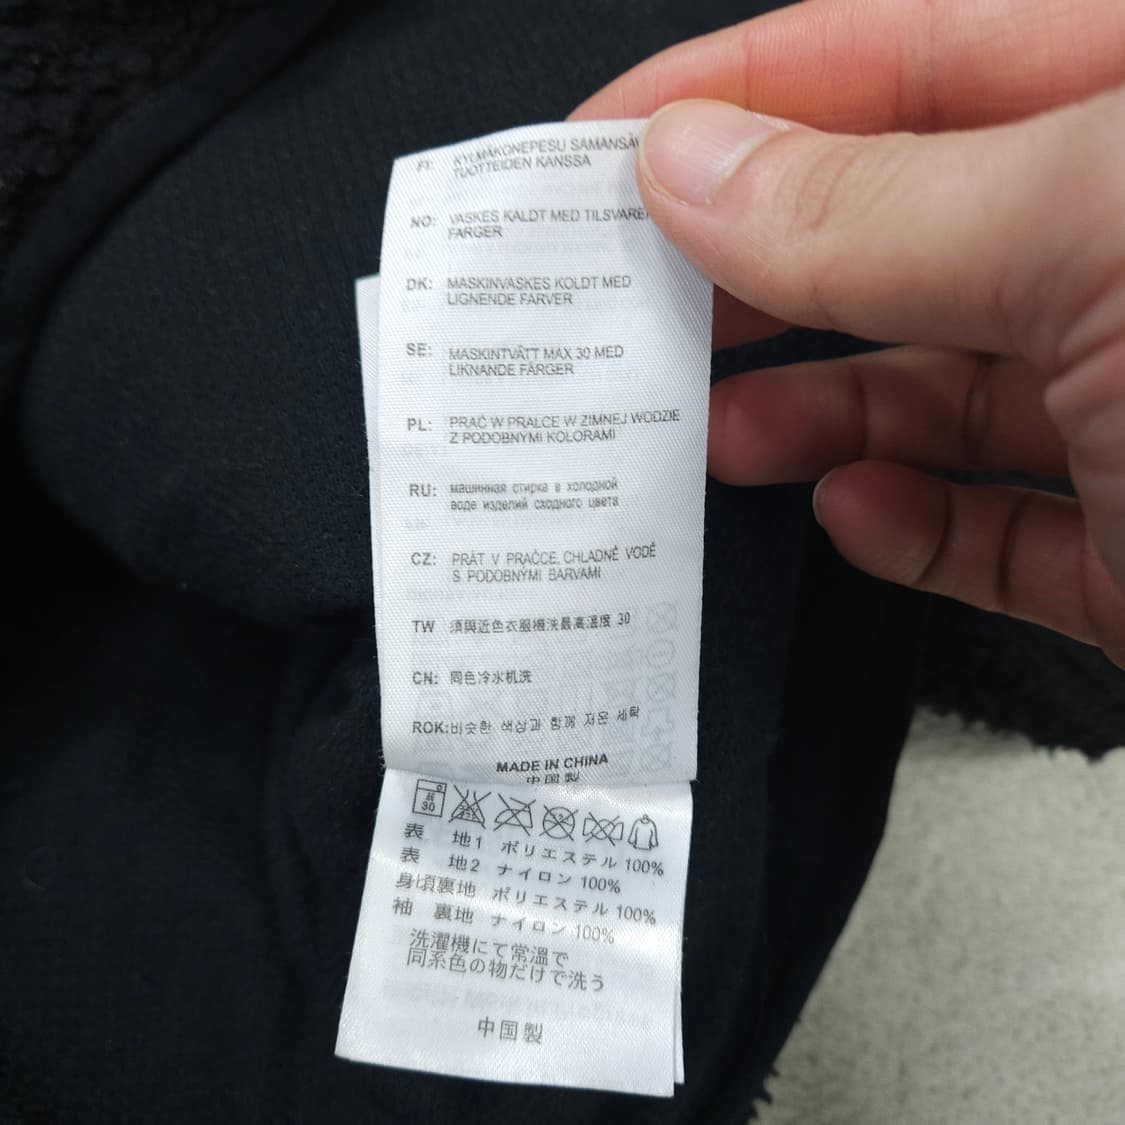 FI: KYLMÄKONEPESU
TUOTTEIDEN KANSSA
NO: VASKES KALDT MED
FARGER
DK: MASKINVASKES KOLDT MED
LIGNENDE FARVER
SE: MASKINTVÄTT MAX 30 MED
LIKNANDE FÄRGER
PL: PRAĆ W PRALCE W ZIMNEJ WODZIE
Z PODOBNYMI KOLORAMI
RU: машинная стирка в холодной
воде изделий сходного цвета
CZ: PRÁT V PRAČCE, CHLADNĚ VODĚ
S PODOBNÝMI BARVAMI
TW 須與近色衣服機洗最高溫度 30
CN: 同色冷水机洗
ROK:비슷한 색상과 함께 저온 세탁
MADE IN CHINA
中国製
30
表 地1 ポリエステル 100%
表 地2 ナイロン 100%
身頃裏地 ポリエステル 100%
袖 裏地 ナイロン 100%
洗濯機にて常温で
同系色の物だけで洗う
中国製